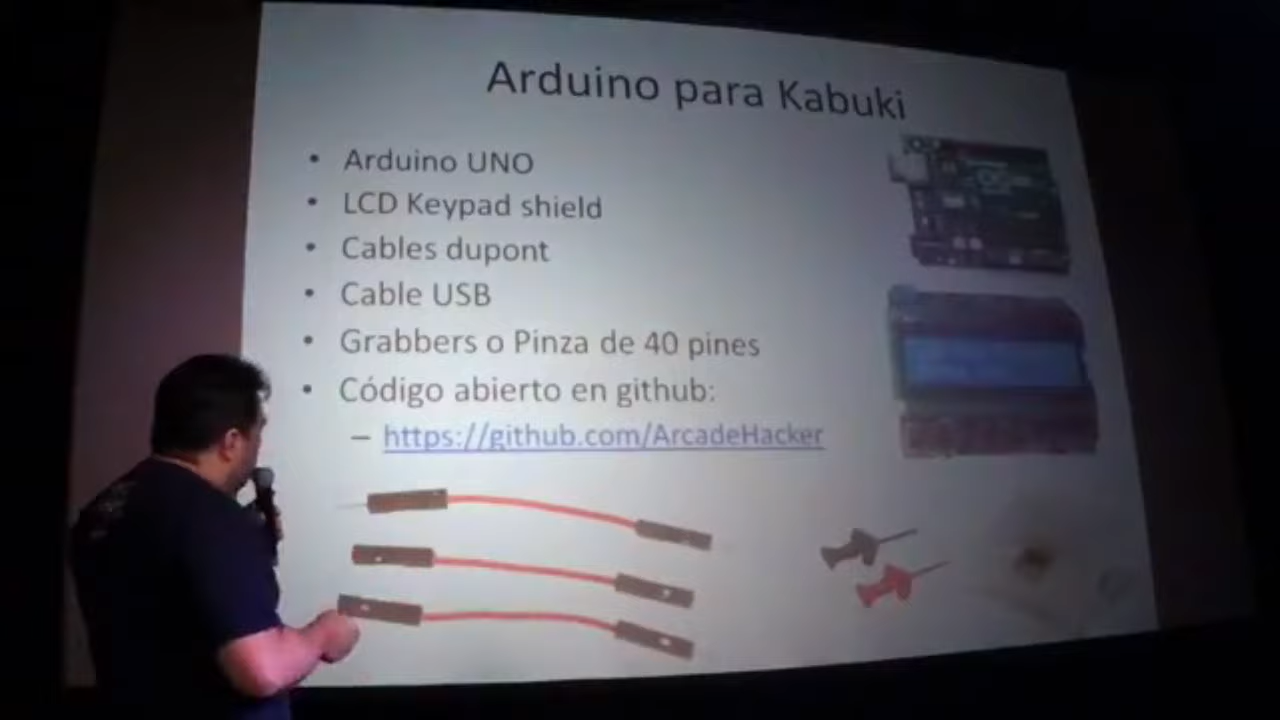 Arduino para Kabuki
• Arduino UNO
• LCD Keypad shield
• Cables dupont
• Cable USB
• Grabbers o Pinza de 40 pines
• Código abierto en github:
– https://github.com/ArcadeHacker